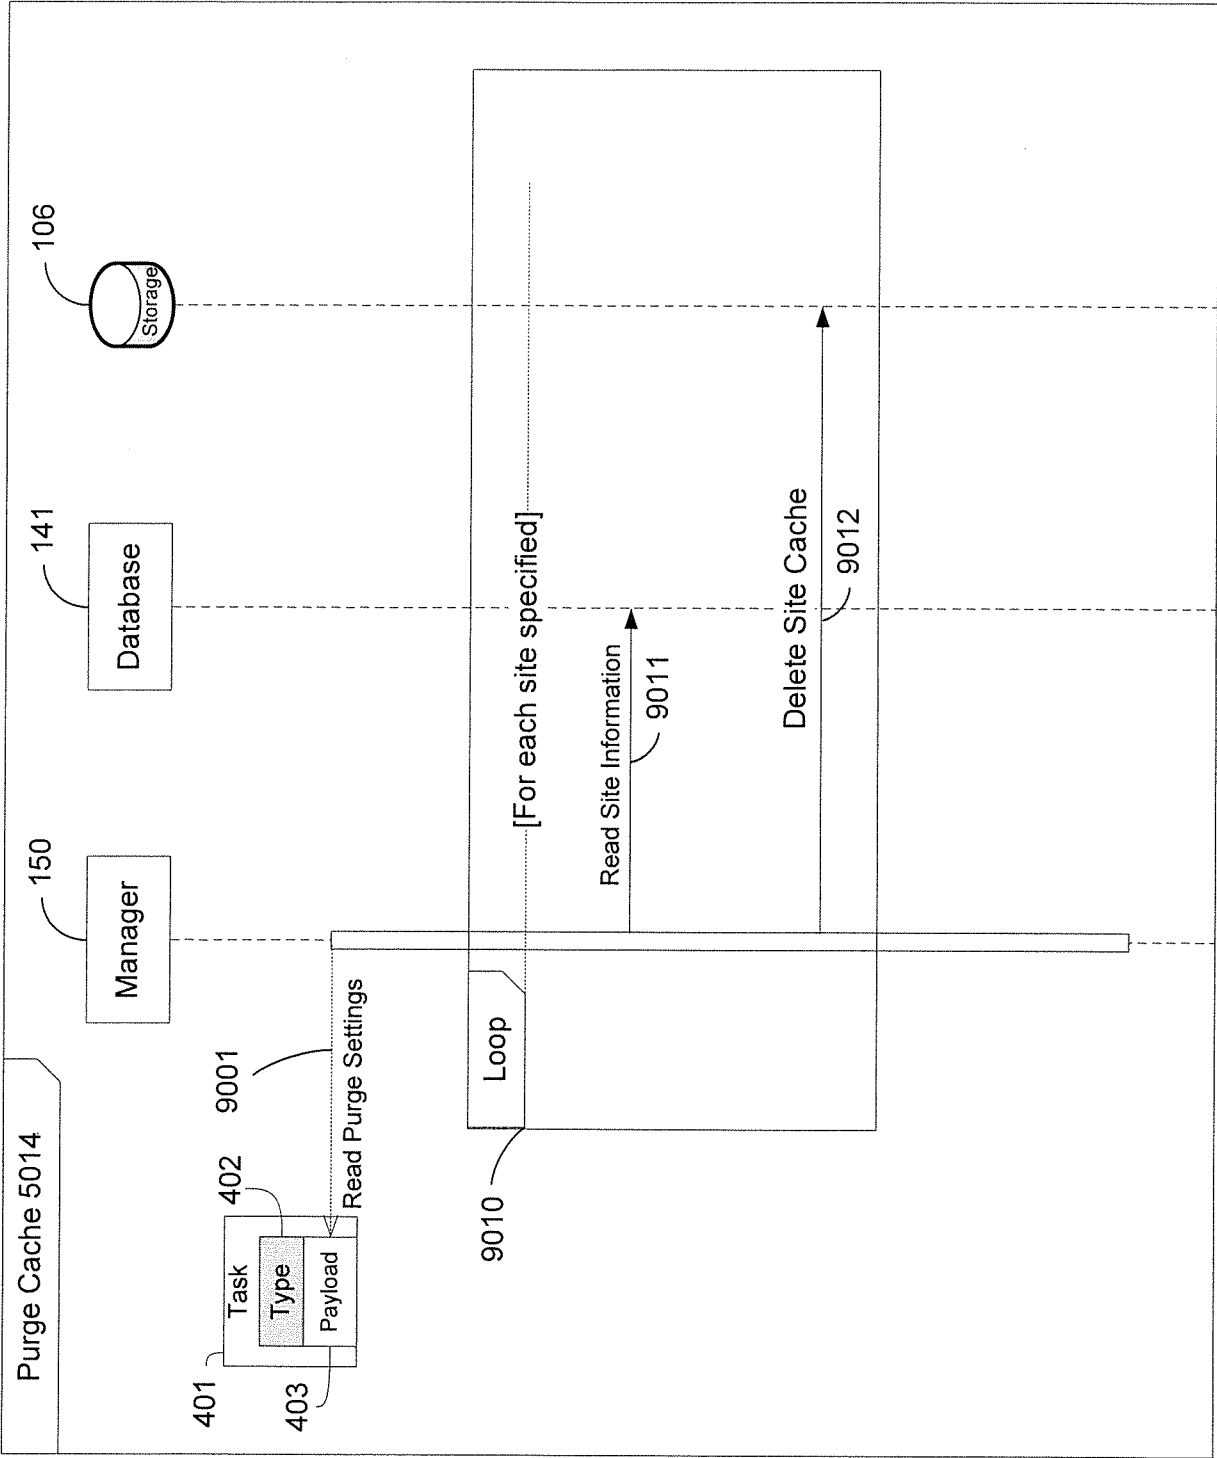 Purge Cache 5014
150
141
106
Manager
Database
Storage
401
Task
402
Type
403
Payload
9001
Read Purge Settings
9010
Loop
[For each site specified]
Read Site Information
9011
Delete Site Cache
9012